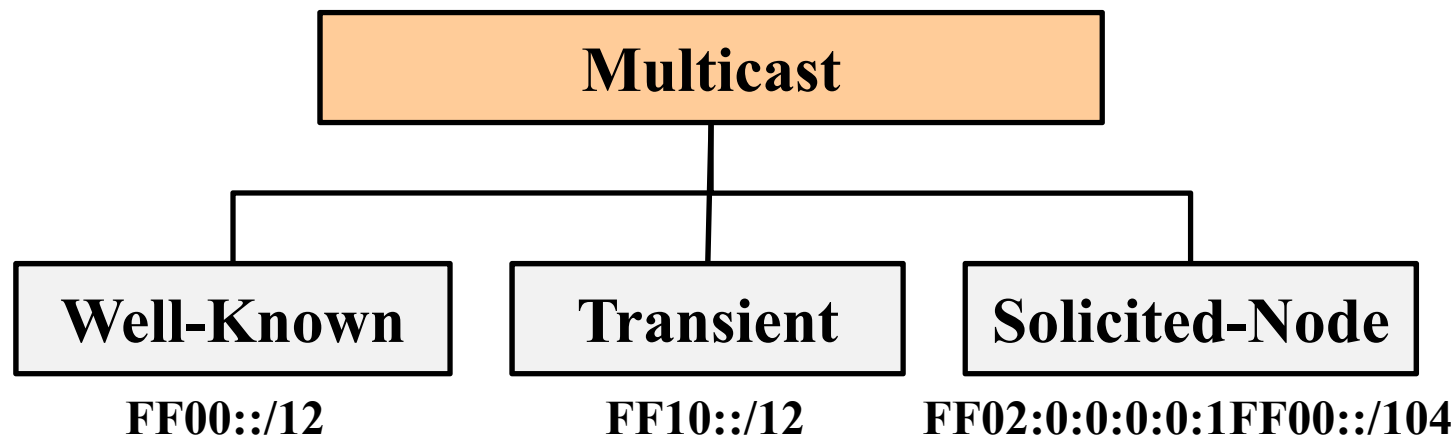 Multicast
Well-Known
Transient
Solicited-Node
FF00::/12
FF10::/12
FF02:0:0:0:0:1FF00::/104